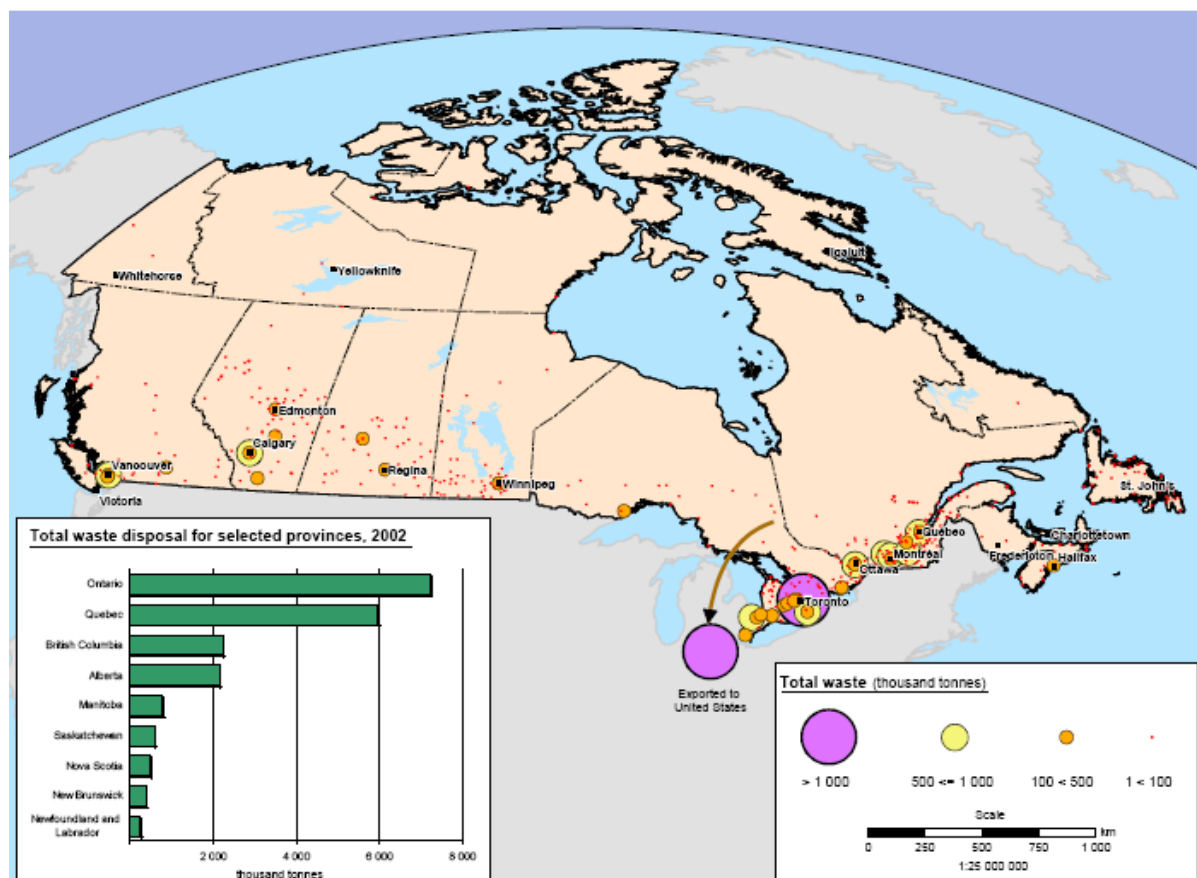 Iqaluit
Whitehorse
Yellowknife
Edmonton
Calgary
Vancouver
Victoria
Regina
Winnipeg
St. John's
Québec
Charlottetown
Montréal
Fredericton
Halifax
Ottawa
Toronto
Exported to
United States
Total waste disposal for selected provinces, 2002
Ontario
Quebec
British Columbia
Alberta
Manitoba
Saskatchewan
Nova Scotia
New Brunswick
Newfoundland and
Labrador
2 000 4 000 6 000 8 000
thousand tonnes
Total waste (thousand tonnes)
> 1 000 500 <= 1 000 100 < 500 1 < 100
Scale
km
0 250 500 750 1 000
1:25 000 000